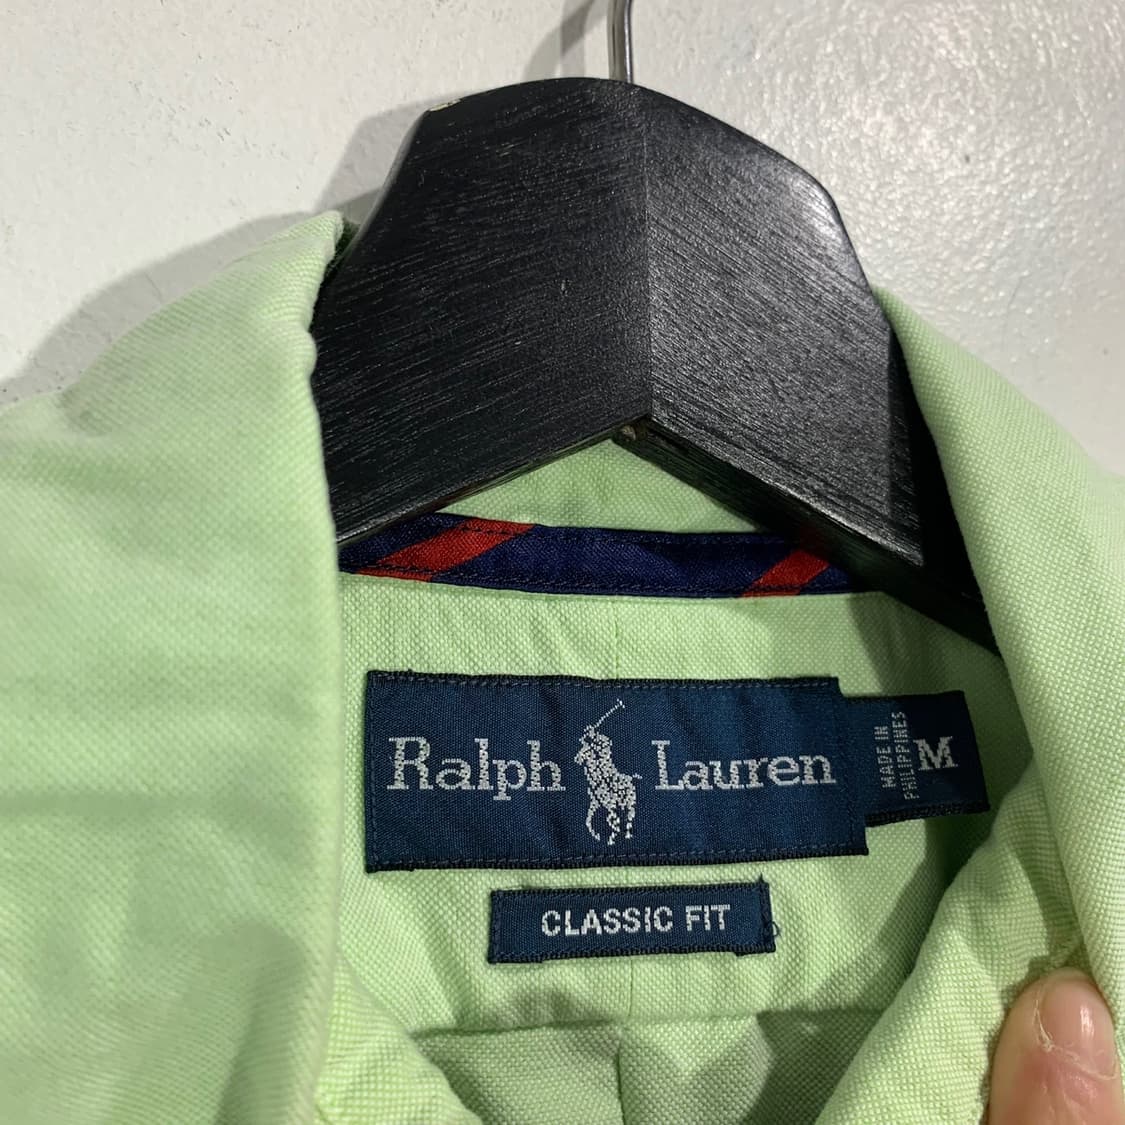 Ralph Lauren
MADE IN
PHILIPPINES
M
CLASSIC FIT